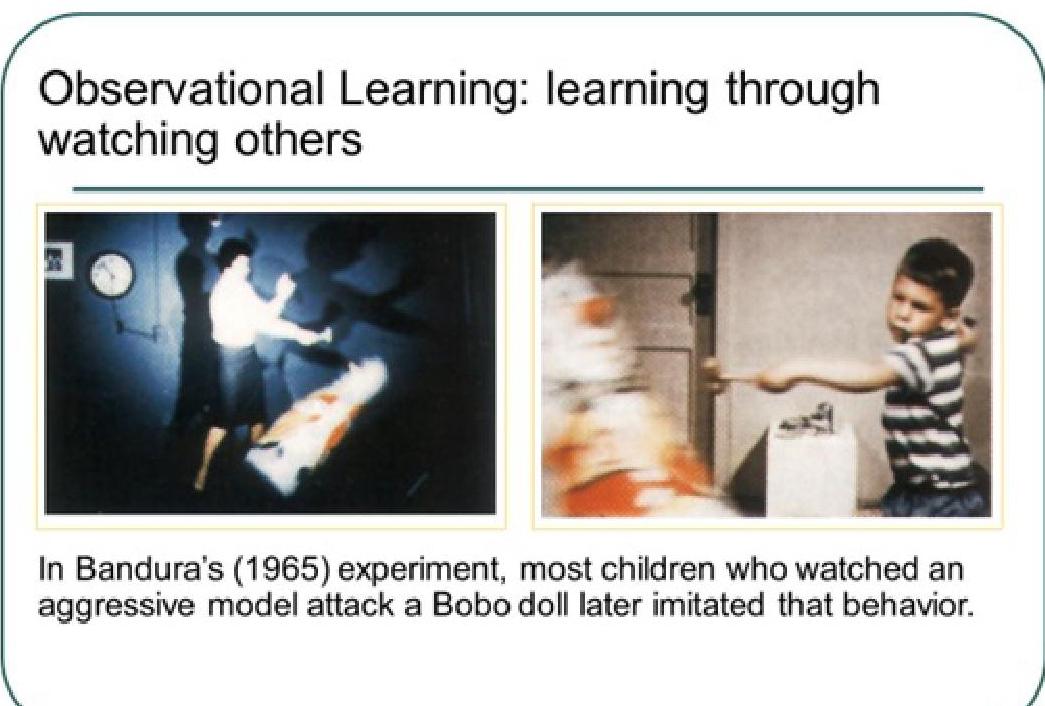 Observational Learning: learning through
watching others
In Bandura’s (1965) experiment, most children who watched an
aggressive model attack a Bobo doll later imitated that behavior.